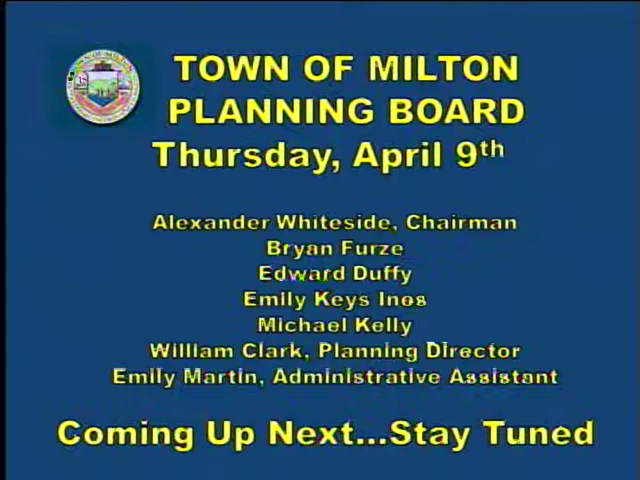 TOWN OF MILTON
PLANNING BOARD
Thursday, April 9th
Alexander Whiteside, Chairman
Bryan Furze
Edward Duffy
Emily Keys Innes
Michael Kelly
William Clark, Planning Director
Emily Martin, Administrative Assistant
Coming Up Next...Stay Tuned